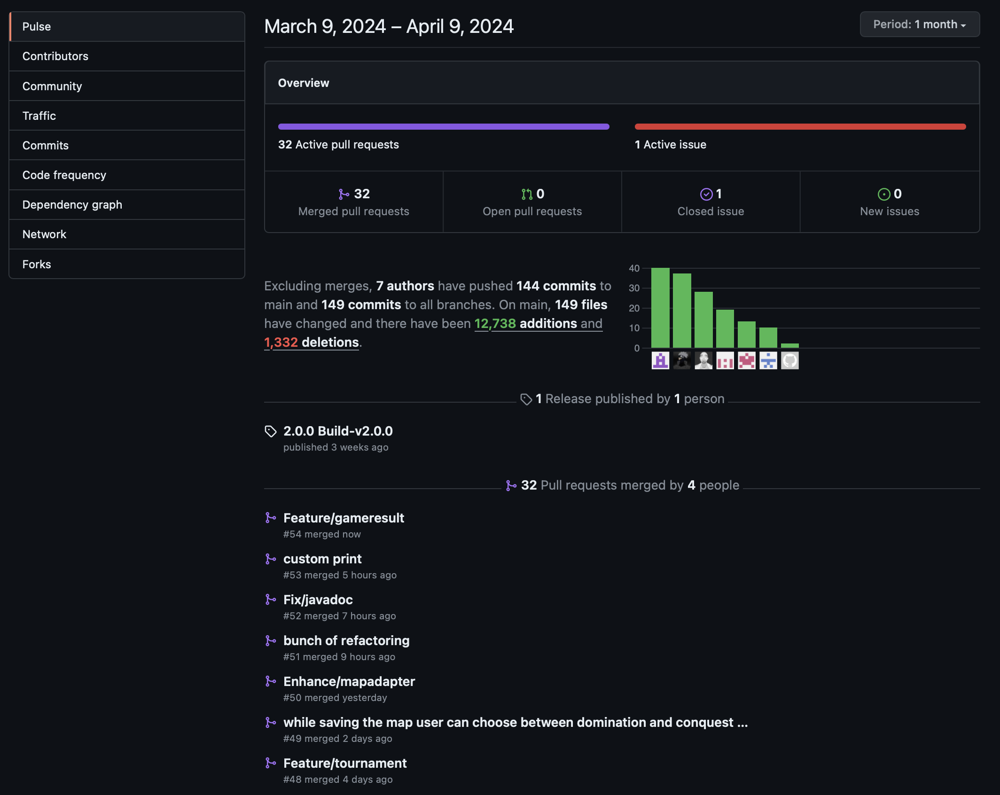 Pulse
Contributors
Community
Traffic
Commits
Code frequency
Dependency graph
Network
Forks
March 9, 2024 – April 9, 2024
Period: 1 month
Overview
32 Active pull requests
1 Active issue
32
Merged pull requests
0
Open pull requests
1
Closed issue
0
New issues
Excluding merges, 7 authors have pushed 144 commits to
main and 149 commits to all branches. On main, 149 files
have changed and there have been 12,738 additions and
1,332 deletions.
40
30
20
10
0
1 Release published by 1 person
2.0.0 Build-v2.0.0
published 3 weeks ago
32 Pull requests merged by 4 people
Feature/gameresult
#54 merged now
custom print
#53 merged 5 hours ago
Fix/javadoc
#52 merged 7 hours ago
bunch of refactoring
#51 merged 9 hours ago
Enhance/mapadapter
#50 merged yesterday
while saving the map user can choose between domination and conquest ...
#49 merged 2 days ago
Feature/tournament
#48 merged 4 days ago